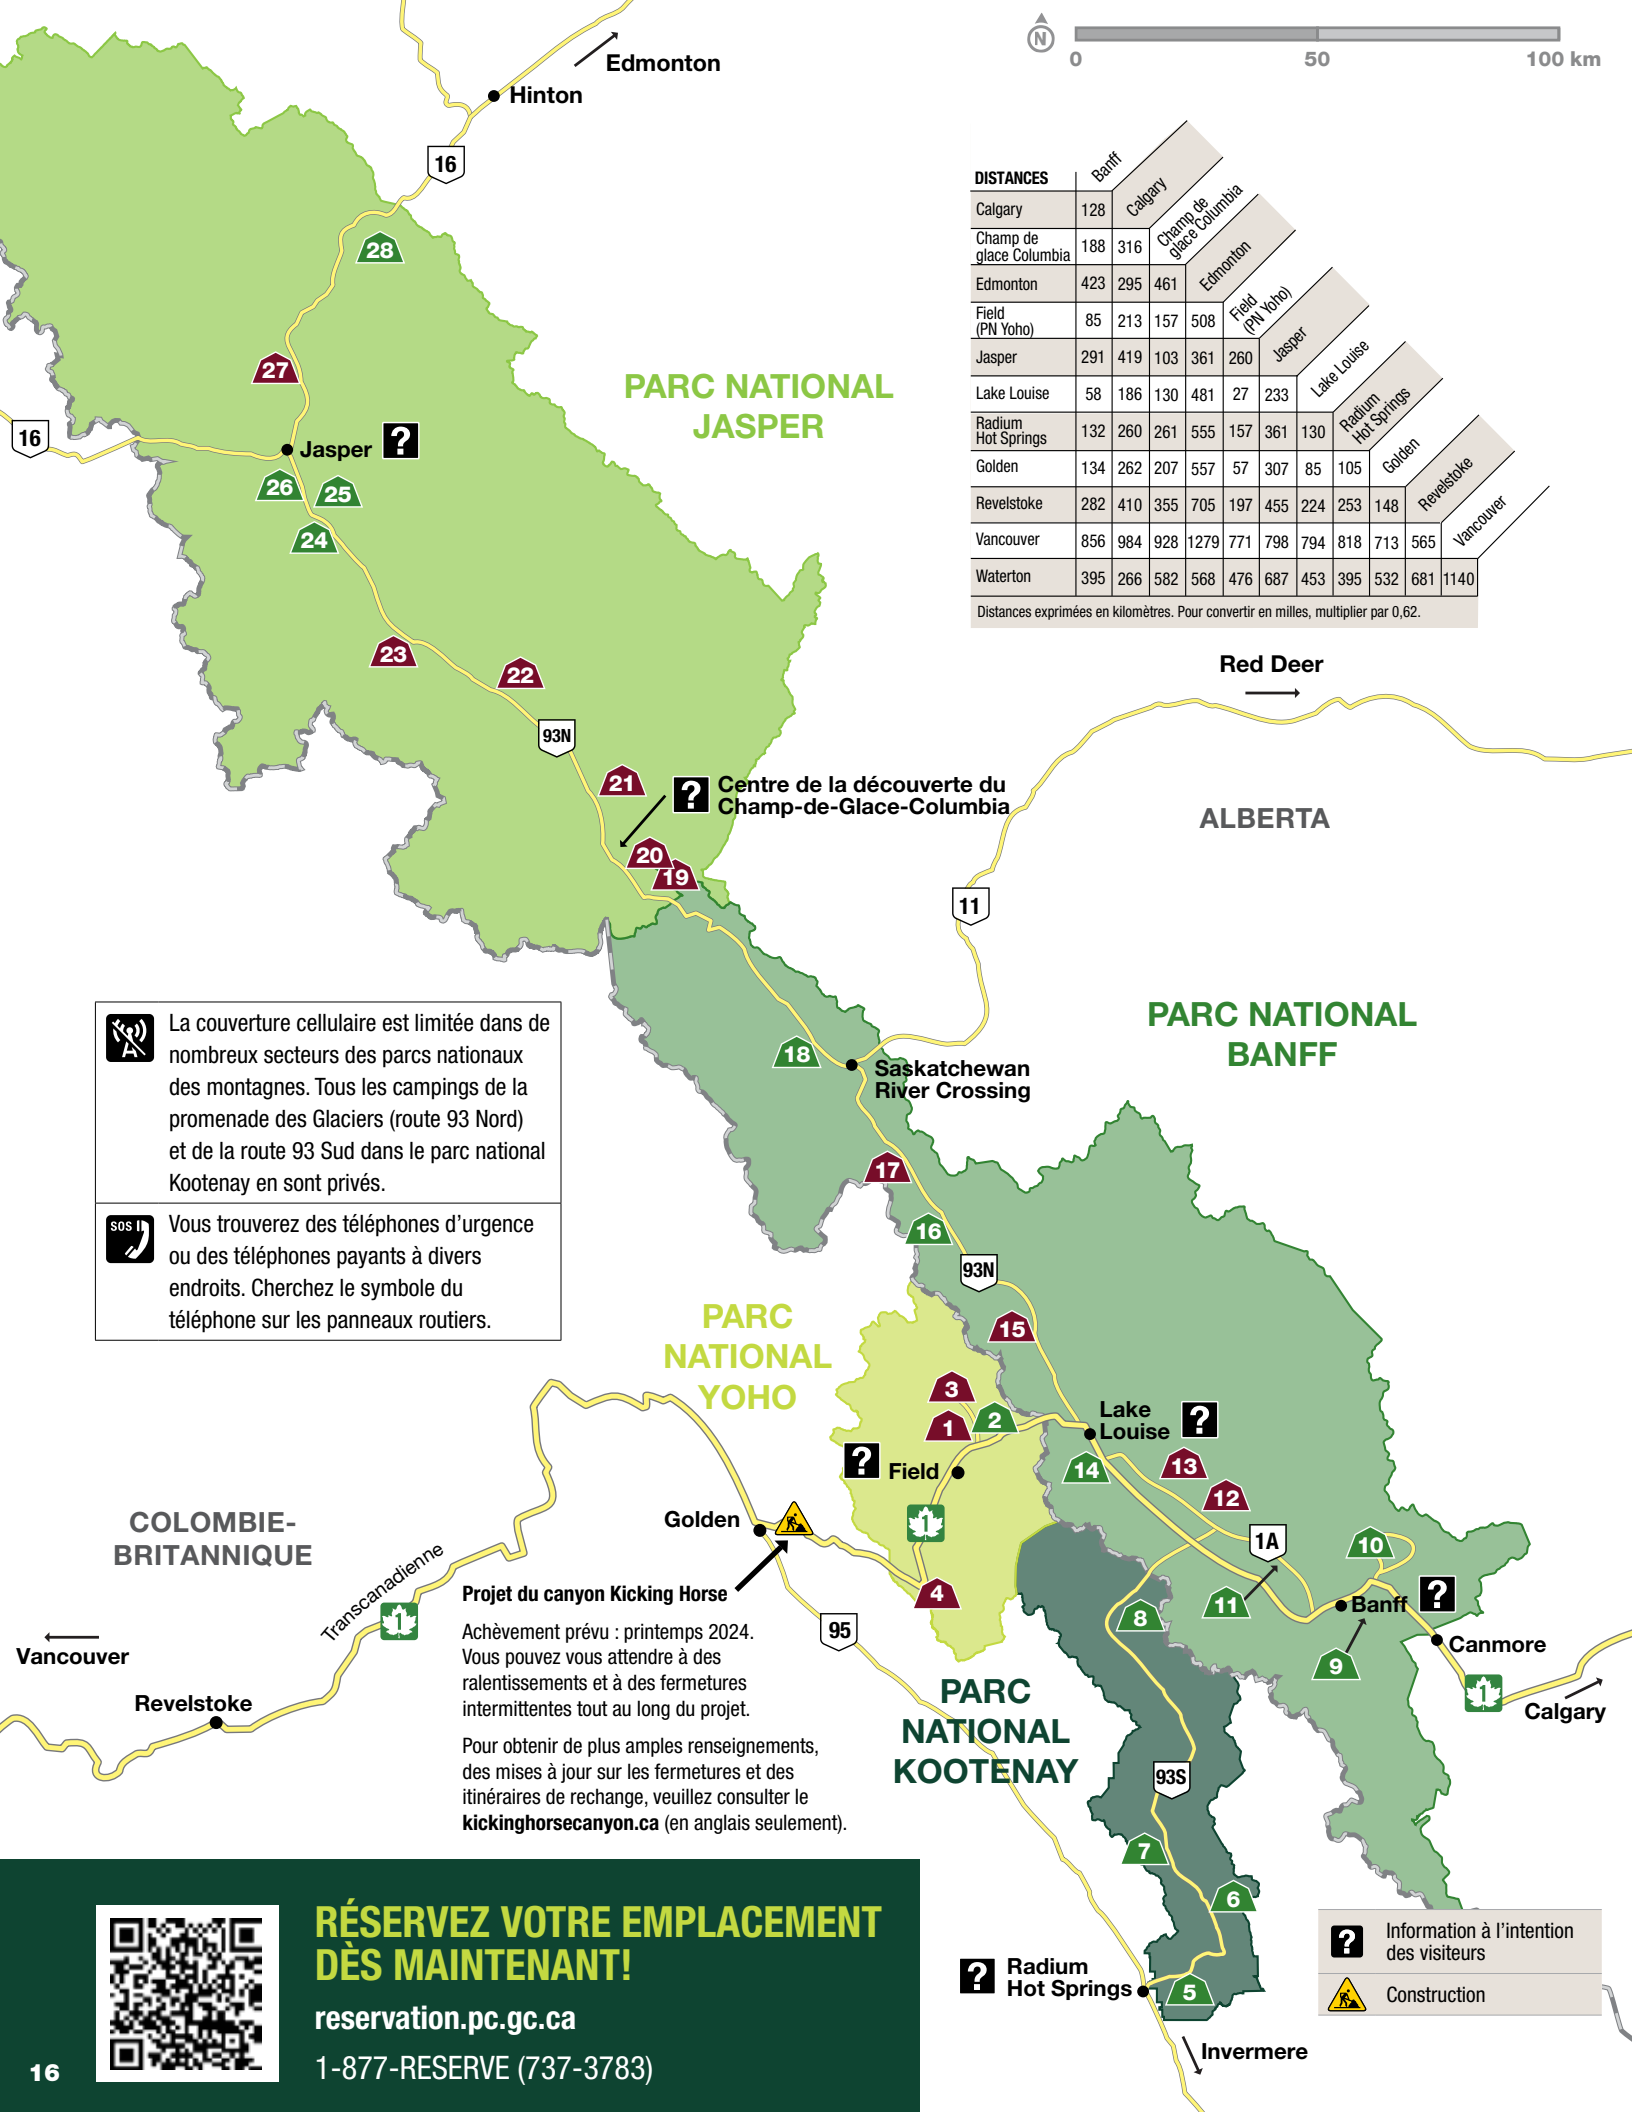 Edmonton
Hinton
N
0 50 100 km
16
28
27
16
Jasper ?
26 25
24
23
22
93N
21
PARC NATIONAL
JASPER
DISTANCES Banff Calgary Champ de glace Columbia Edmonton Field (PN Yoho) Jasper Lake Louise Radium Hot Springs Golden Revelstoke Vancouver
Calgary 128
Champ de
glace Columbia 188 316
Edmonton 423 295 461
Field
(PN Yoho) 85 213 157 508
Jasper 291 419 103 361 260
Lake Louise 58 186 130 481 27 233
Radium
Hot Springs 132 260 261 555 157 361 130
Golden 134 262 207 557 57 307 85 105
Revelstoke 282 410 355 705 197 455 224 253 148
Vancouver 856 984 928 1279 771 798 794 818 713 565
Waterton 395 266 582 568 476 687 453 395 532 681 1140
Distances exprimées en kilomètres. Pour convertir en milles, multiplier par 0,62.
Red Deer
? Centre de la découverte du
Champ-de-Glace-Columbia
ALBERTA
20
19
11
PARC NATIONAL
BANFF
18
Saskatchewan
River Crossing
17
16
93N
15
La couverture cellulaire est limitée dans de
nombreux secteurs des parcs nationaux
des montagnes. Tous les campings de la
promenade des Glaciers (route 93 Nord)
et de la route 93 Sud dans le parc national
Kootenay en sont privés.
SOS
Vous trouverez des téléphones d’urgence
ou des téléphones payants à divers
endroits. Cherchez le symbole du
téléphone sur les panneaux routiers.
PARC
NATIONAL
YOHO
3
1 2
? Field
1
4
Lake
Louise ?
14 13
12
1A
10
11
Banff ?
9
8
Canmore
1
Calgary
COLOMBIE-
BRITANNIQUE
Golden
Transcanadienne
1
Vancouver
Revelstoke
95
Projet du canyon Kicking Horse
Achèvement prévu : printemps 2024.
Vous pouvez vous attendre à des
ralentissements et à des fermetures
intermittentes tout au long du projet.
Pour obtenir de plus amples renseignements,
des mises à jour sur les fermetures et des
itinéraires de rechange, veuillez consulter le
kickinghorsecanyon.ca (en anglais seulement).
PARC
NATIONAL
KOOTENAY
93S
7
6
5
? Radium
Hot Springs
Invermere
? Information à l’intention
des visiteurs
Construction
RÉSERVEZ VOTRE EMPLACEMENT
DÈS MAINTENANT!
reservation.pc.gc.ca
1-877-RESERVE (737-3783)
16